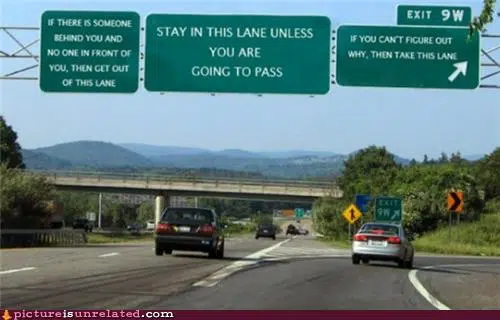 IF THERE IS SOMEONE
BEHIND YOU AND
NO ONE IN FRONT OF
YOU, THEN GET OUT
OF THIS LANE
STAY IN THIS LANE UNLESS
YOU ARE
GOING TO PASS
EXIT 9W
IF YOU CAN'T FIGURE OUT
WHY, THEN TAKE THIS LANE
EXIT
9W
pictureisunrelated.com